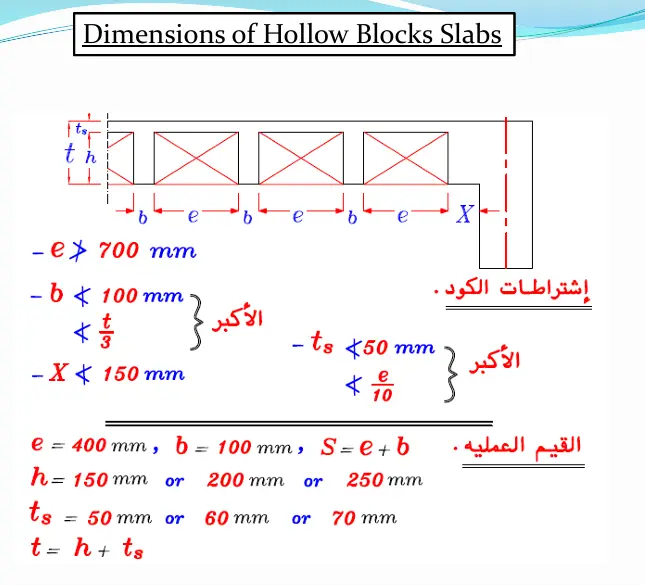 Dimensions of Hollow Blocks Slabs
ts
t h
b e b e b e X
- e ≯ 700 mm
إشتراطات الكود .
- b ≮ 100 mm
≮ t/3
الأكبر
- ts ≮ 50 mm
≮ e/10
الأكبر
- X ≮ 150 mm
القيم العمليه .
e = 400 mm , b = 100 mm , S = e + b
h = 150 mm or 200 mm or 250 mm
ts = 50 mm or 60 mm or 70 mm
t = h + ts